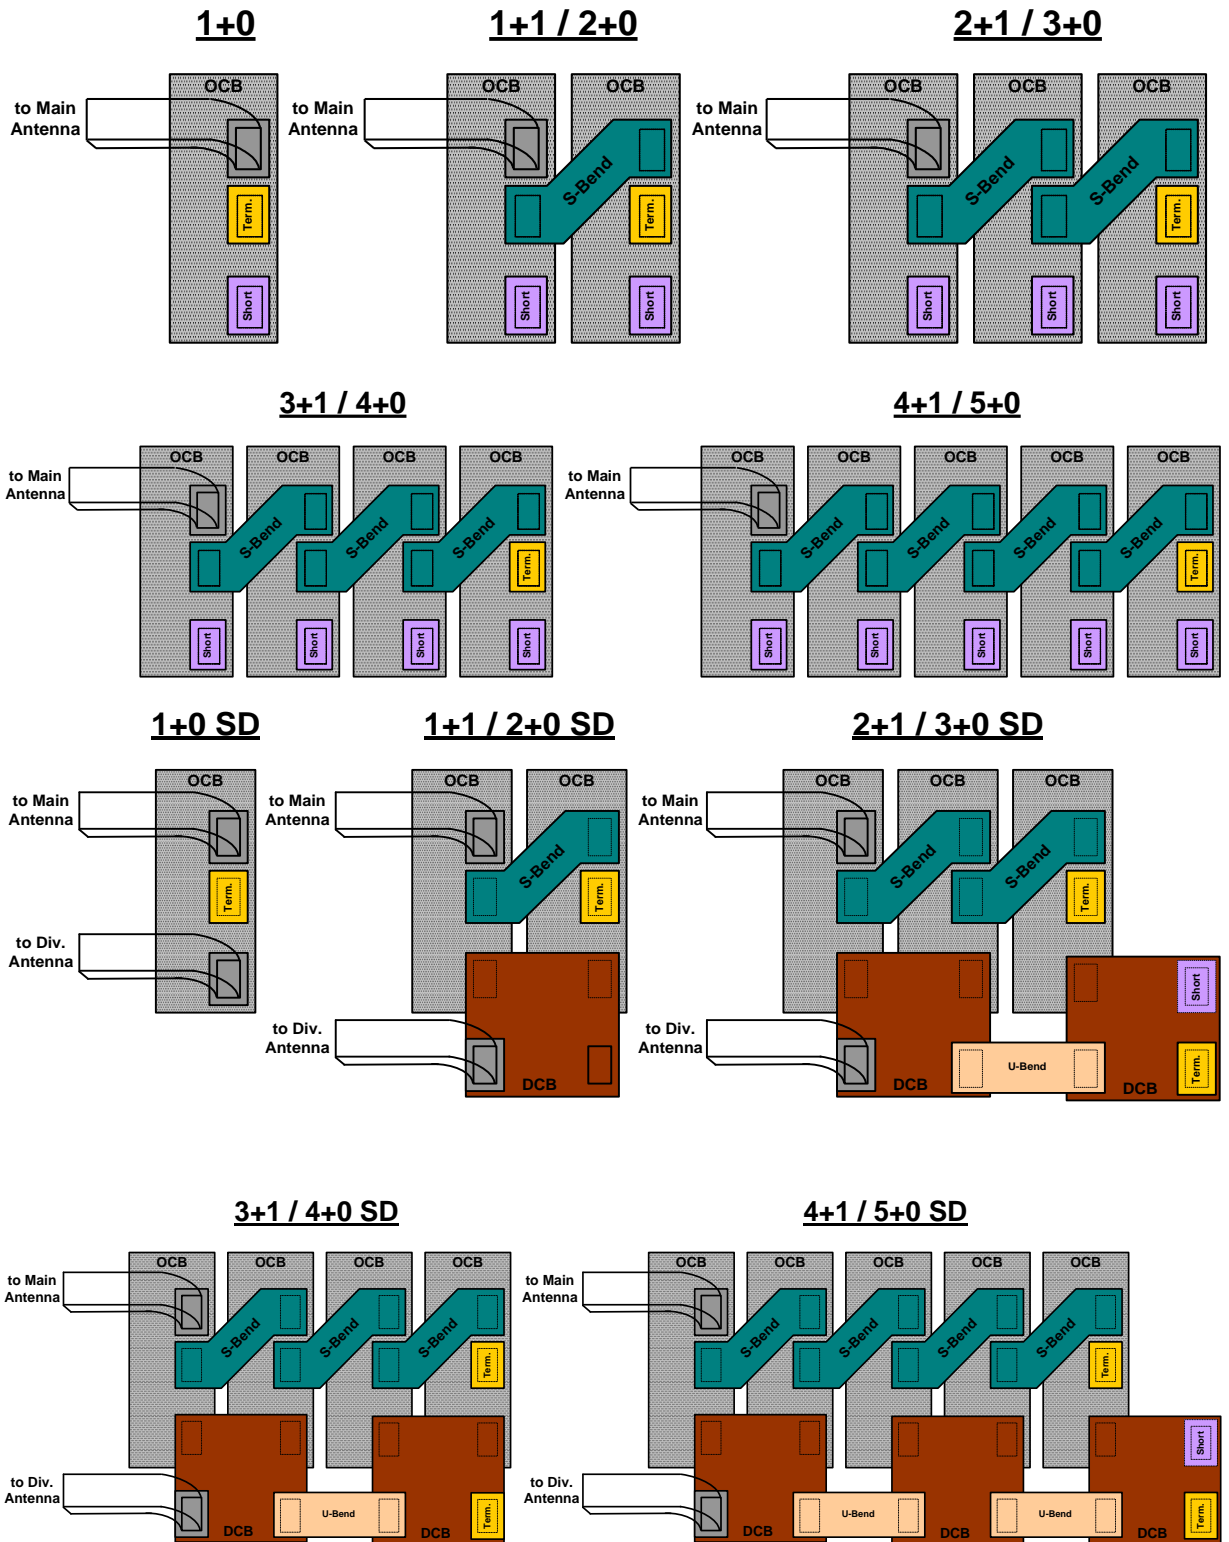 1+0
1+1 / 2+0
2+1 / 3+0
OCB
OCB
OCB
OCB
OCB
OCB
to Main
Antenna
to Main
Antenna
to Main
Antenna
S-Bend
S-Bend
S-Bend
Term.
Term.
Term.
Short
Short
Short
Short
Short
Short
3+1 / 4+0
4+1 / 5+0
OCB
OCB
OCB
OCB
OCB
OCB
OCB
OCB
OCB
to Main
Antenna
to Main
Antenna
S-Bend
S-Bend
S-Bend
S-Bend
S-Bend
S-Bend
S-Bend
Term.
Term.
Short
Short
Short
Short
Short
Short
Short
Short
Short
1+0 SD
1+1 / 2+0 SD
2+1 / 3+0 SD
OCB
OCB
OCB
OCB
OCB
OCB
to Main
Antenna
to Main
Antenna
to Main
Antenna
S-Bend
S-Bend
S-Bend
Term.
Term.
Term.
to Div.
Antenna
Short
to Div.
Antenna
to Div.
Antenna
U-Bend
Term.
DCB
DCB
DCB
3+1 / 4+0 SD
4+1 / 5+0 SD
OCB
OCB
OCB
OCB
OCB
OCB
OCB
OCB
OCB
to Main
Antenna
to Main
Antenna
S-Bend
S-Bend
S-Bend
S-Bend
S-Bend
S-Bend
S-Bend
Term.
Term.
Short
to Div.
Antenna
to Div.
Antenna
U-Bend
Term.
U-Bend
U-Bend
Term.
DCB
DCB
DCB
DCB
DCB